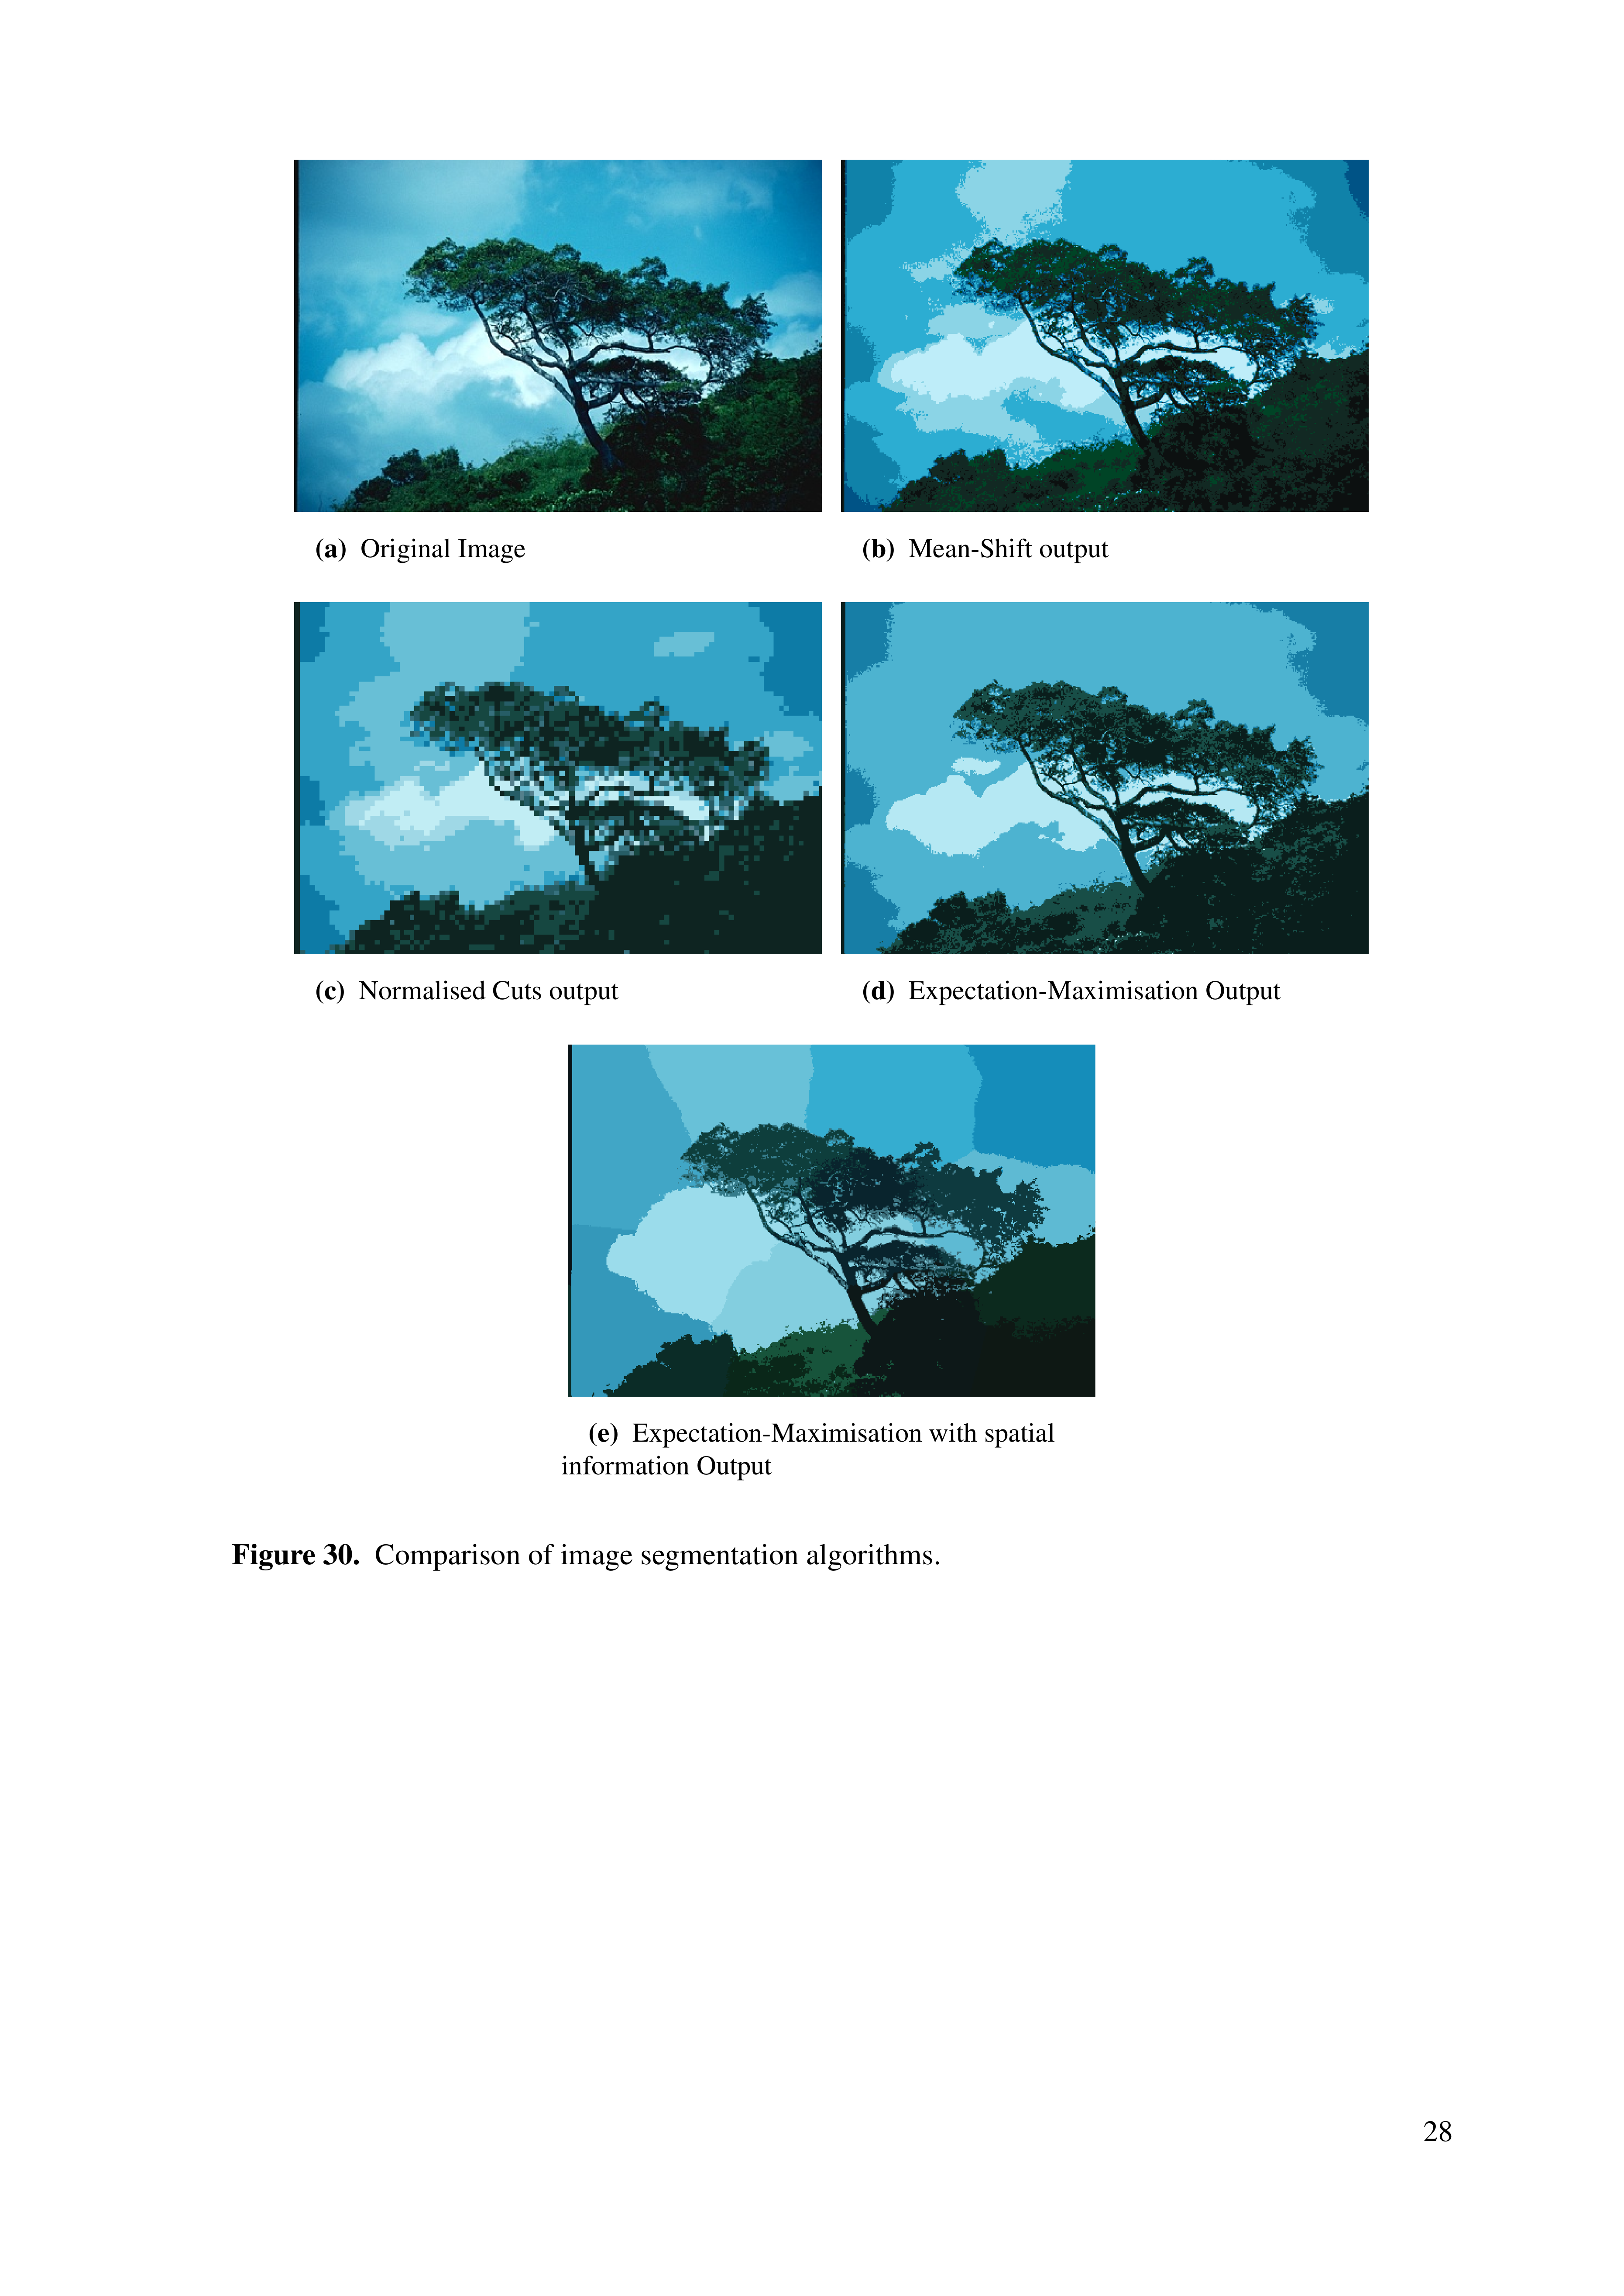 (a) Original Image
(b) Mean-Shift output
(c) Normalised Cuts output
(d) Expectation-Maximisation Output
(e) Expectation-Maximisation with spatial
information Output
Figure 30. Comparison of image segmentation algorithms.
28